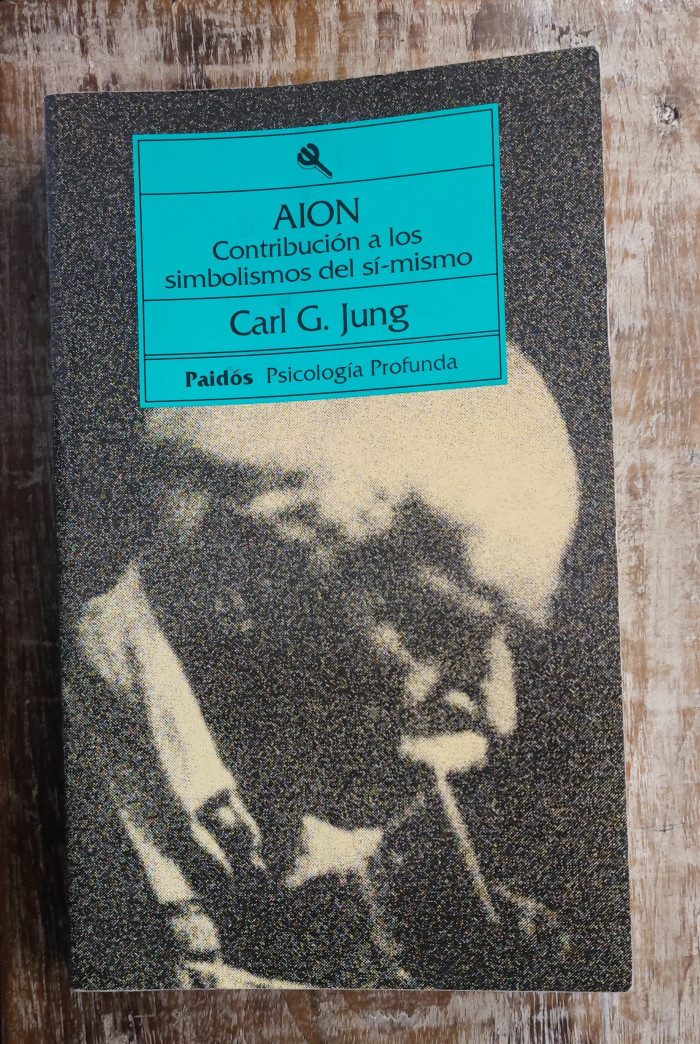 AION
Contribución a los
simbolismos del sí-mismo
Carl G. Jung
Paidós Psicología Profunda